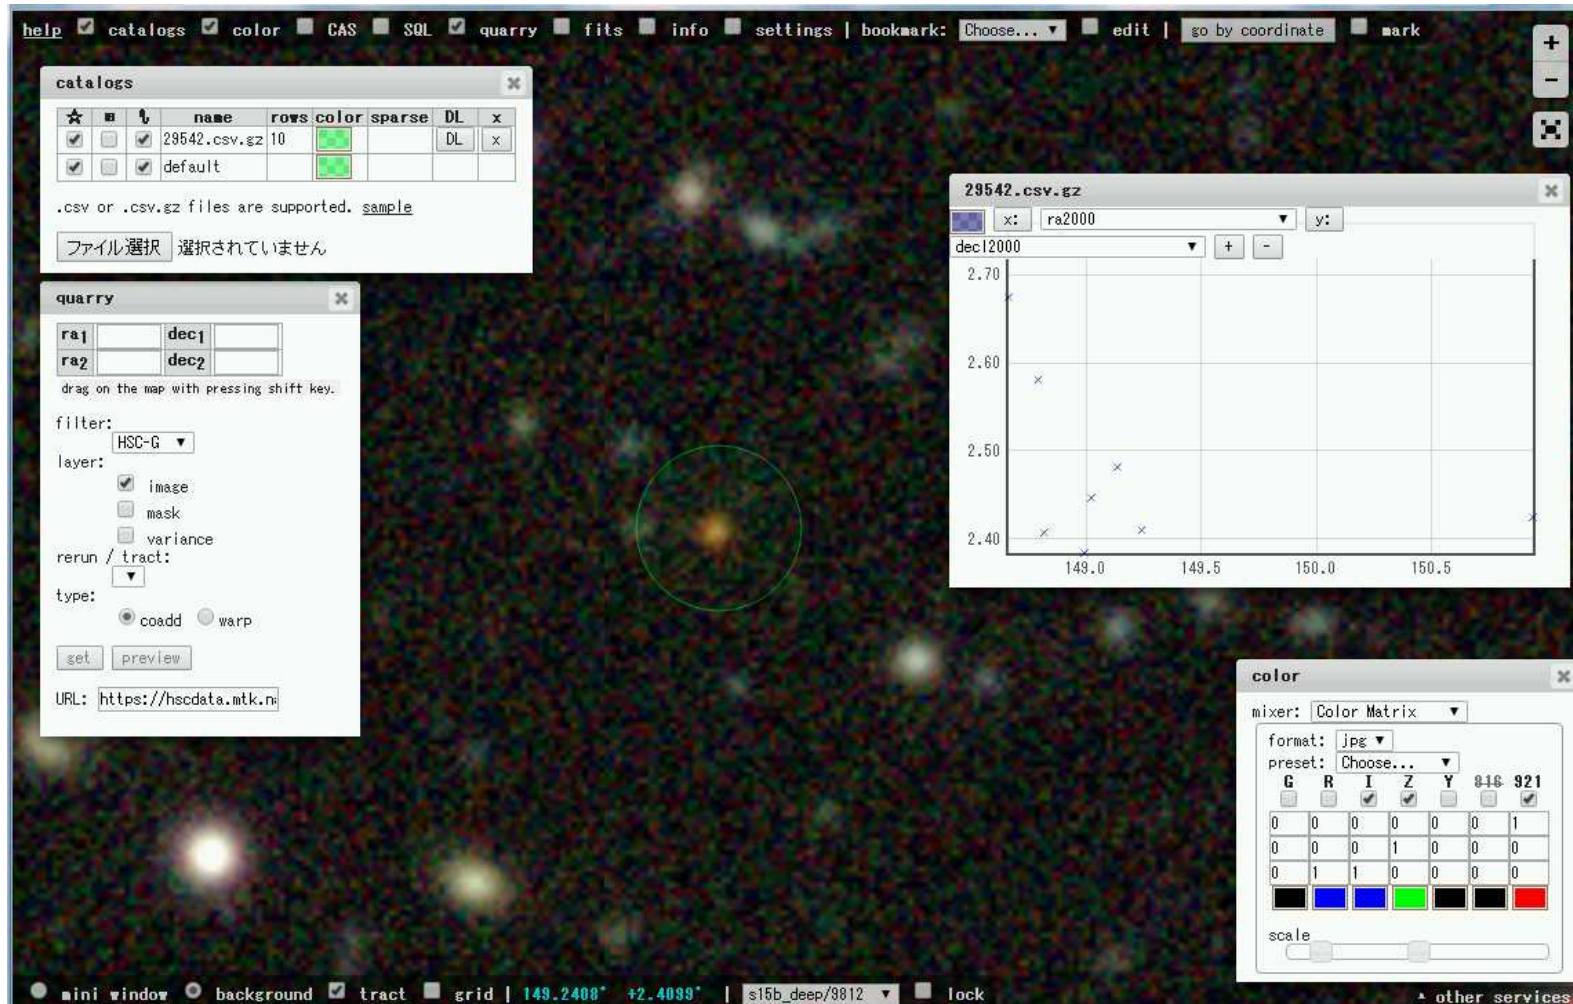 help catalogs color CAS SQL quarry fits info settings | bookmark: Choose... ▼ edit | go by coordinate mark
+
−
catalogs
name rows color sparse DL x
29542.csv.gz 10 DL x
default
.csv or .csv.gz files are supported. sample
ファイル選択 選択されていません
quarry
ra1 dec1
ra2 dec2
drag on the map with pressing shift key.
filter:
HSC-G ▼
layer:
image
mask
variance
rerun / tract:
▼
type:
coadd warp
get preview
URL: https://hscdata.mtk.n
29542.csv.gz
x: ra2000 ▼ y:
decl2000 ▼ + -
2.70
2.60
2.50
2.40
149.0 149.5 150.0 150.5
color
mixer: Color Matrix ▼
format: jpg ▼
preset: Choose... ▼
G R I Z Y 816 921
0 0 0 0 0 0 1
0 0 0 1 0 0 0
0 1 1 0 0 0 0
scale
mini window background tract grid | 149.2408° +2.4099° | s15b_deep/9812 ▼ lock
other services